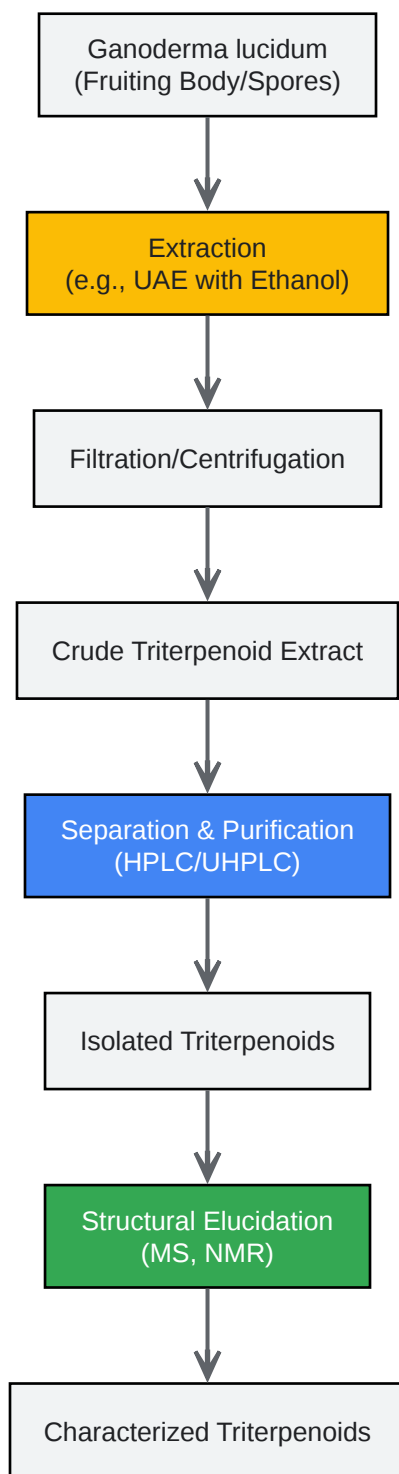 Ganoderma lucidum
(Fruiting Body/Spores)
Extraction
(e.g., UAE with Ethanol)
Filtration/Centrifugation
Crude Triterpenoid Extract
Separation & Purification
(HPLC/UHPLC)
Isolated Triterpenoids
Structural Elucidation
(MS, NMR)
Characterized Triterpenoids